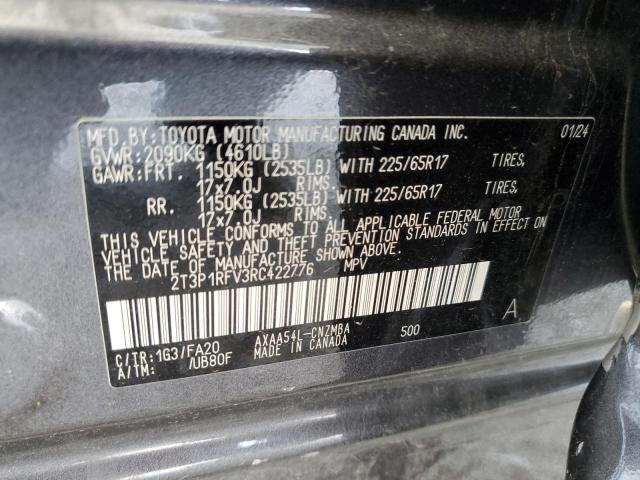 MFD.BY:TOYOTA MOTOR MANUFACTURING CANADA INC. 01/24
GVWR:2090KG (4610LB)
GAWR:FRT. 1150KG (2535LB) WITH 225/65R17 TIRES,
17x7.0J RIMS.
RR. 1150KG (2535LB) WITH 225/65R17 TIRES,
17x7.0J RIMS.
THIS VEHICLE CONFORMS TO ALL APPLICABLE FEDERAL MOTOR
VEHICLE SAFETY AND THEFT PREVENTION STANDARDS IN EFFECT ON
THE DATE OF MANUFACTURE SHOWN ABOVE.
2T3P1RFV3RC422776 MPV
A
C/TR:1G3/FA20 AXAA54L-CNZMBA 500
A/TM: /UB80F MADE IN CANADA